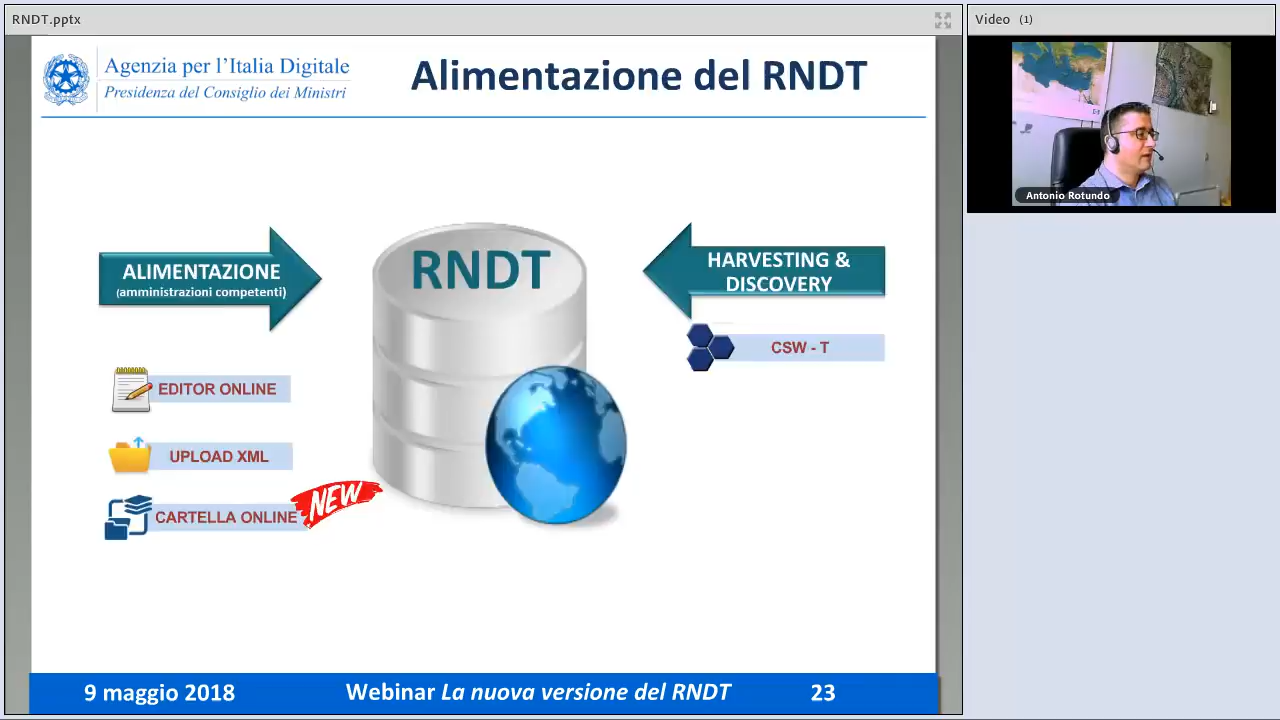 RNDT.pptx
Video (1)
Agenzia per l'Italia Digitale
Presidenza del Consiglio dei Ministri
Alimentazione del RNDT
Antonio Rotundo
ALIMENTAZIONE
(amministrazioni competenti)
RNDT
HARVESTING &
DISCOVERY
CSW - T
EDITOR ONLINE
UPLOAD XML
CARTELLA ONLINE
NEW
9 maggio 2018
Webinar La nuova versione del RNDT
23